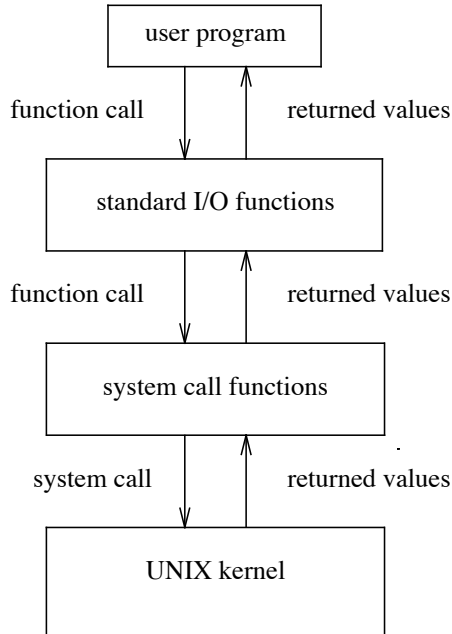 user program
function call
returned values
standard I/O functions
function call
returned values
system call functions
system call
returned values
UNIX kernel